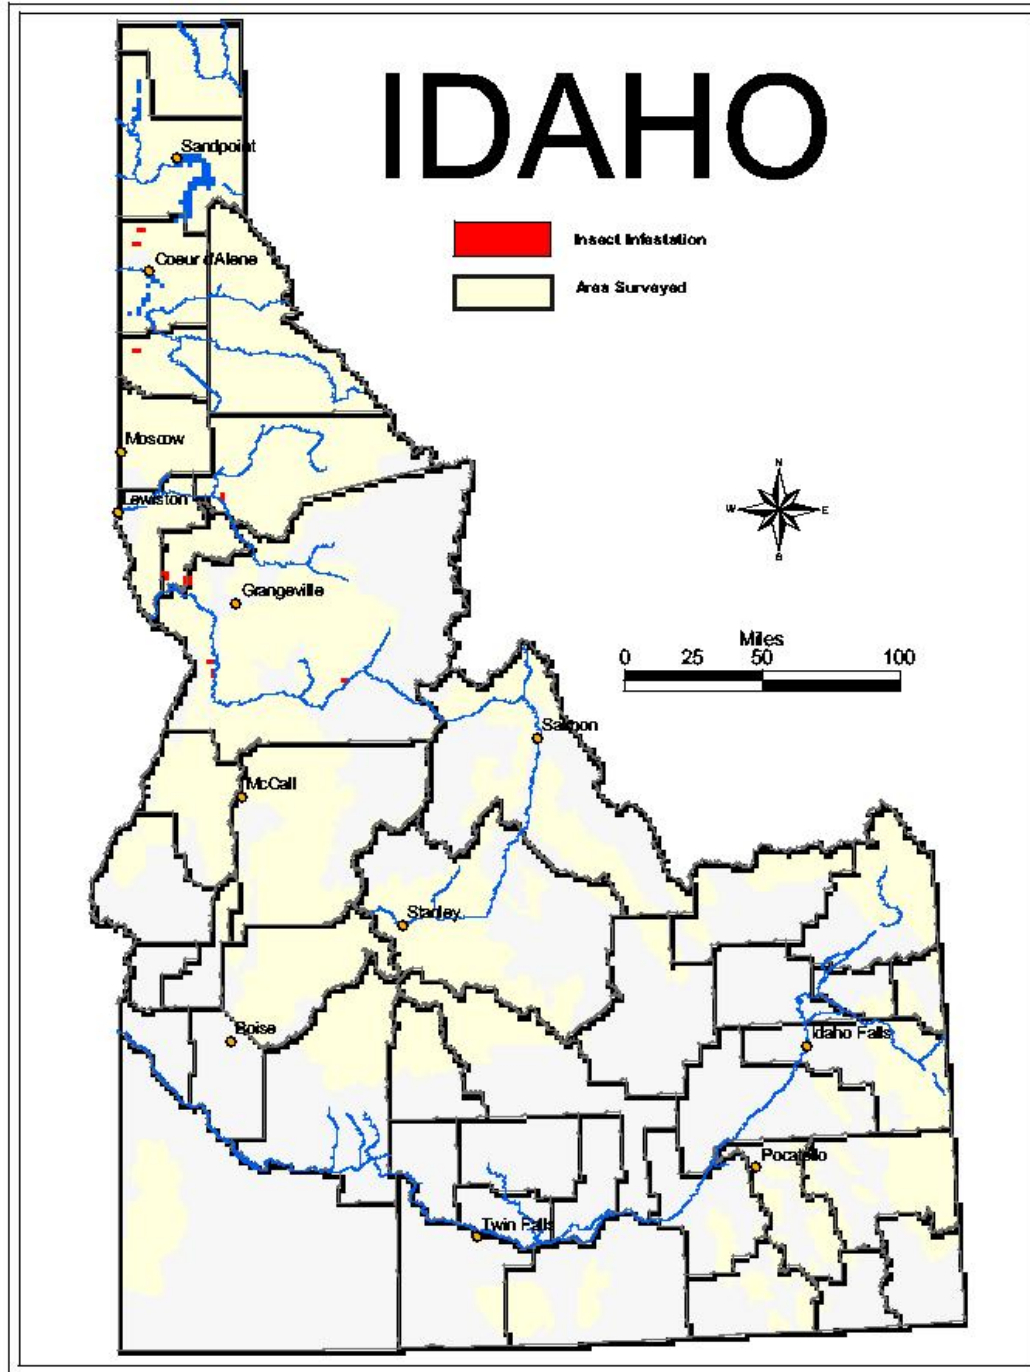 IDAHO
Sandpoint
Insect Infestation
Coeur d'Alene
Area Surveyed
Moscow
N
Lewiston
W
E
S
Grangeville
Miles
0 25 50 100
Salmon
McCall
Stanley
Boise
Idaho Falls
Pocatello
Twin Falls